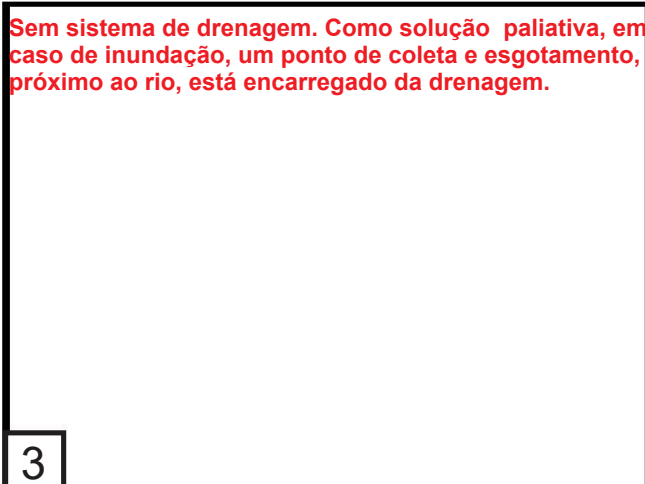 Sem sistema de drenagem. Como solução  paliativa, em
caso de inundação, um ponto de coleta e esgotamento,
próximo ao rio, está encarregado da drenagem.
3